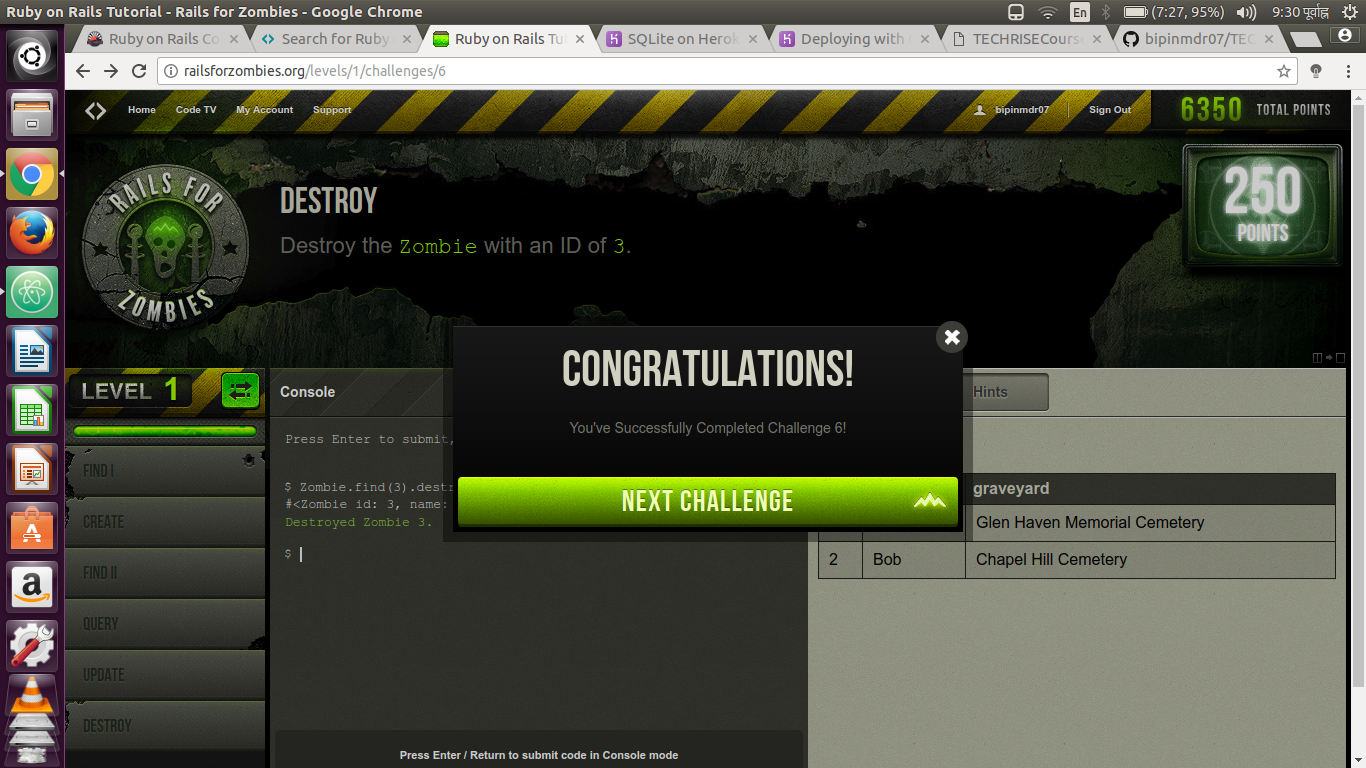 Ruby on Rails Tutorial - Rails for Zombies - Google Chrome
En
(7:27, 95%)
9:30 पूर्वाह्न
Ruby on Rails Co
Search for Ruby
Ruby on Rails Tut
SQLite on Herok
Deploying with
TECHRISECours
bipinmdr07/TEC
railsforzombies.org/levels/1/challenges/6
Home
Code TV
My Account
Support
bipinmdr07
Sign Out
6350 TOTAL POINTS
RAILS FOR
ZOMBIES
DESTROY
Destroy the Zombie with an ID of 3.
250
POINTS
LEVEL 1
FIND I
CREATE
FIND II
QUERY
UPDATE
DESTROY
Console
Press Enter to submit,
$ Zombie.find(3).destr
#<Zombie id: 3, name:
Destroyed Zombie 3.
$
Press Enter / Return to submit code in Console mode
CONGRATULATIONS!
You've Successfully Completed Challenge 6!
NEXT CHALLENGE
Hints
graveyard
Glen Haven Memorial Cemetery
2 Bob Chapel Hill Cemetery